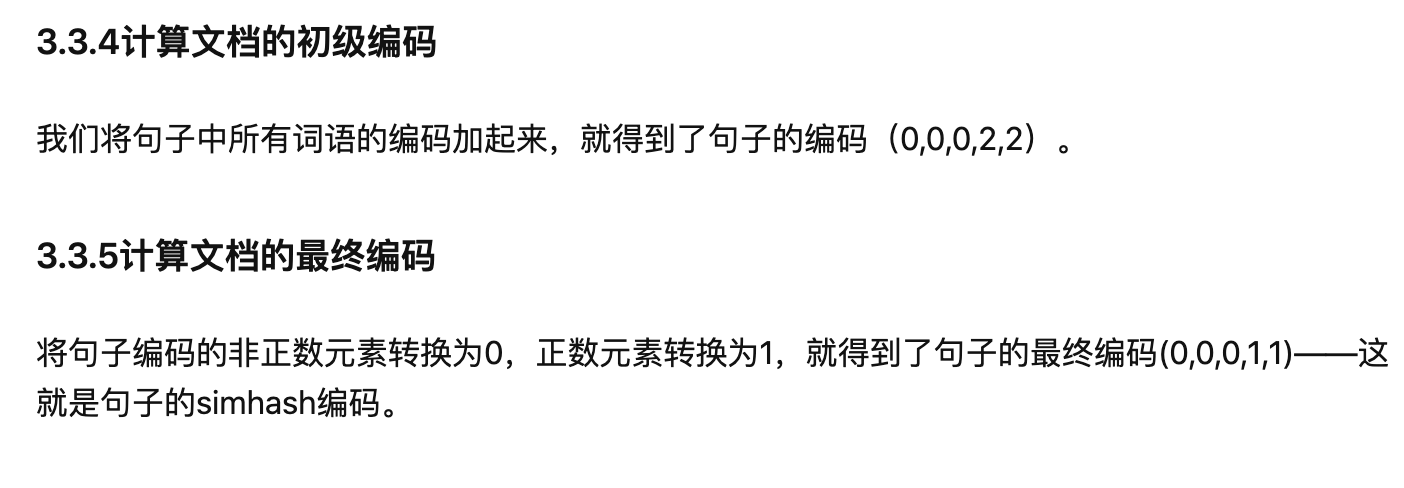 3.3.4计算文档的初级编码
我们将句子中所有词语的编码加起来，就得到了句子的编码（0,0,0,2,2）。
3.3.5计算文档的最终编码
将句子编码的非正数元素转换为0，正数元素转换为1，就得到了句子的最终编码(0,0,0,1,1)——这
就是句子的simhash编码。